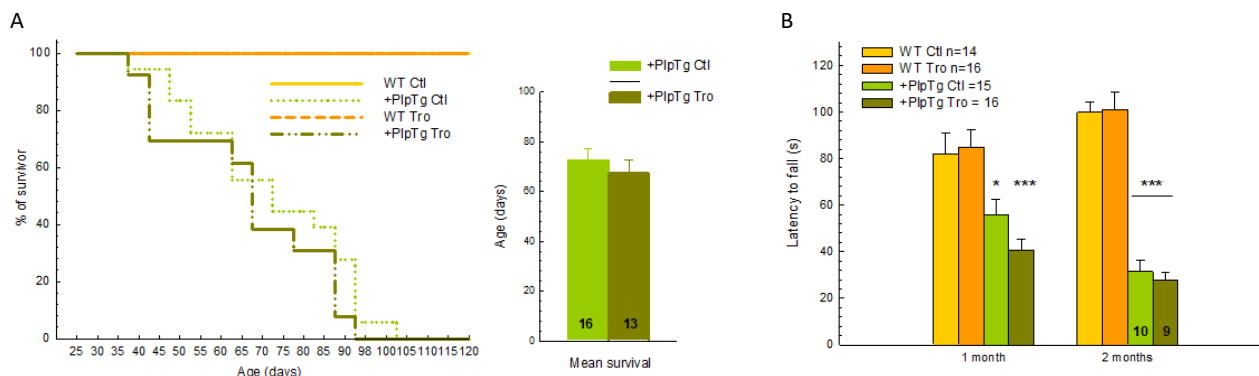 A
% of survivor
100
80
60
40
20
0
WT Ctl
+PlpTg Ctl
WT Tro
+PlpTg Tro
25 30 35 40 45 50 55 60 65 70 75 80 85 90 92 98 100 105 110 115 120
Age (days)
+PlpTg Ctl
+PlpTg Tro
Age (days)
100
80
60
40
20
0
16 13
Mean survival
B
Latency to fall (s)
120
100
80
60
40
20
0
WT Ctl n=14
WT Tro n=16
+PlpTg Ctl =15
+PlpTg Tro = 16
* ***
***
10 9
1 month 2 months